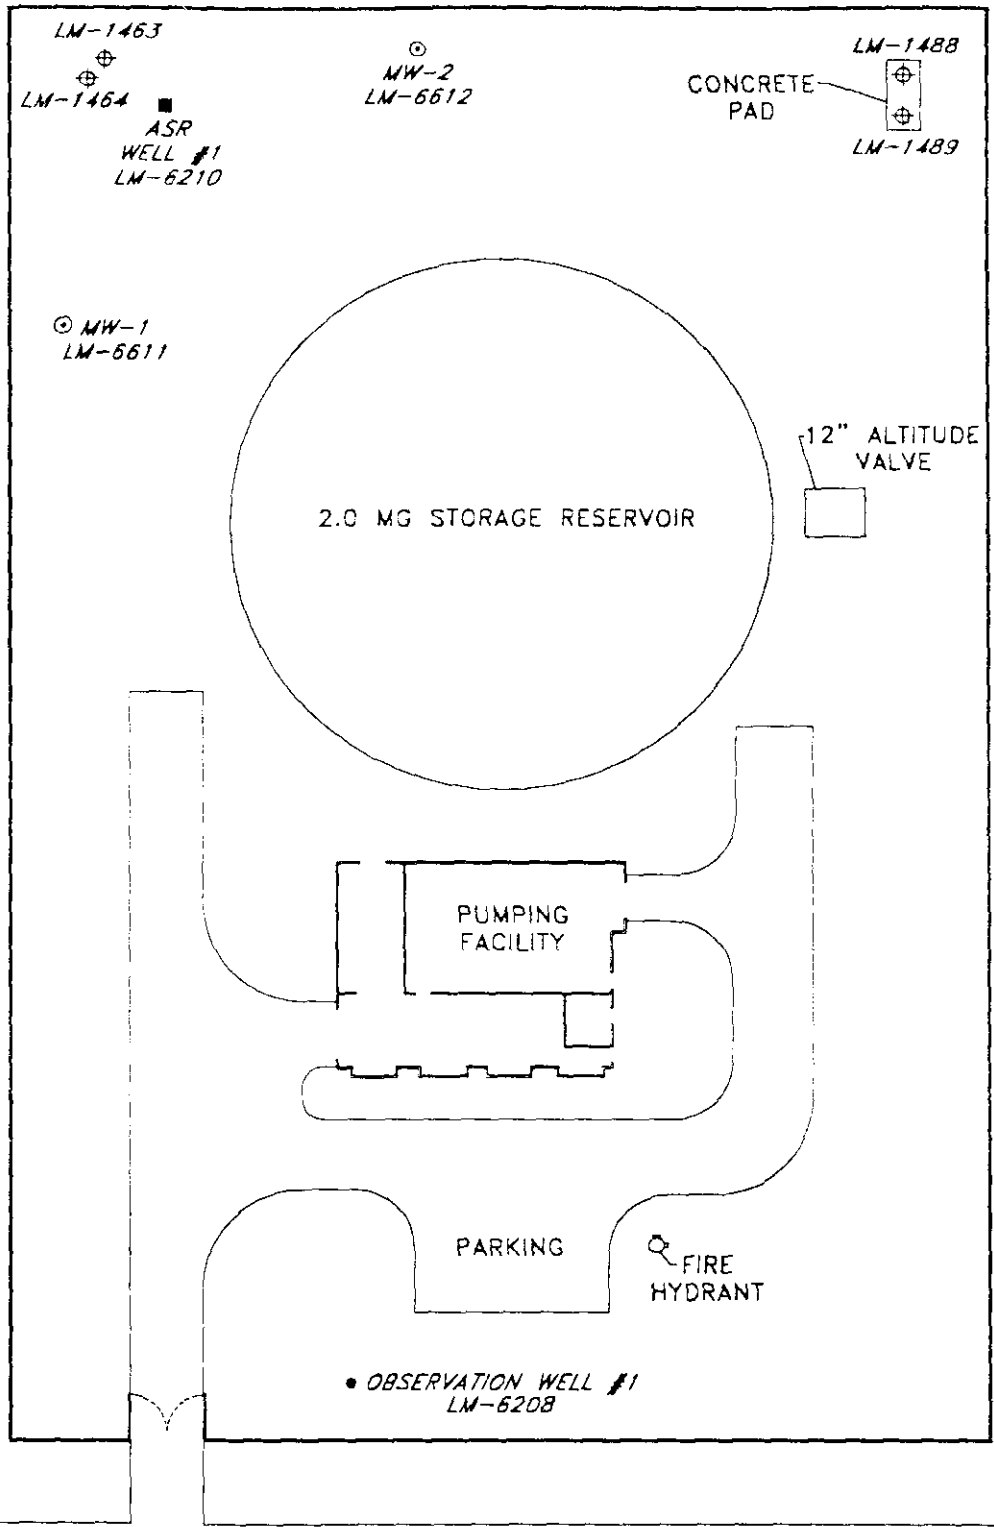 LM-1463
LM-1464
ASR
WELL #1
LM-6210
MW-2
LM-6612
CONCRETE
PAD
LM-1488
LM-1489
MW-1
LM-6611
12" ALTITUDE
VALVE
2.0 MG STORAGE RESERVOIR
PUMPING
FACILITY
PARKING
FIRE
HYDRANT
OBSERVATION WELL #1
LM-6208